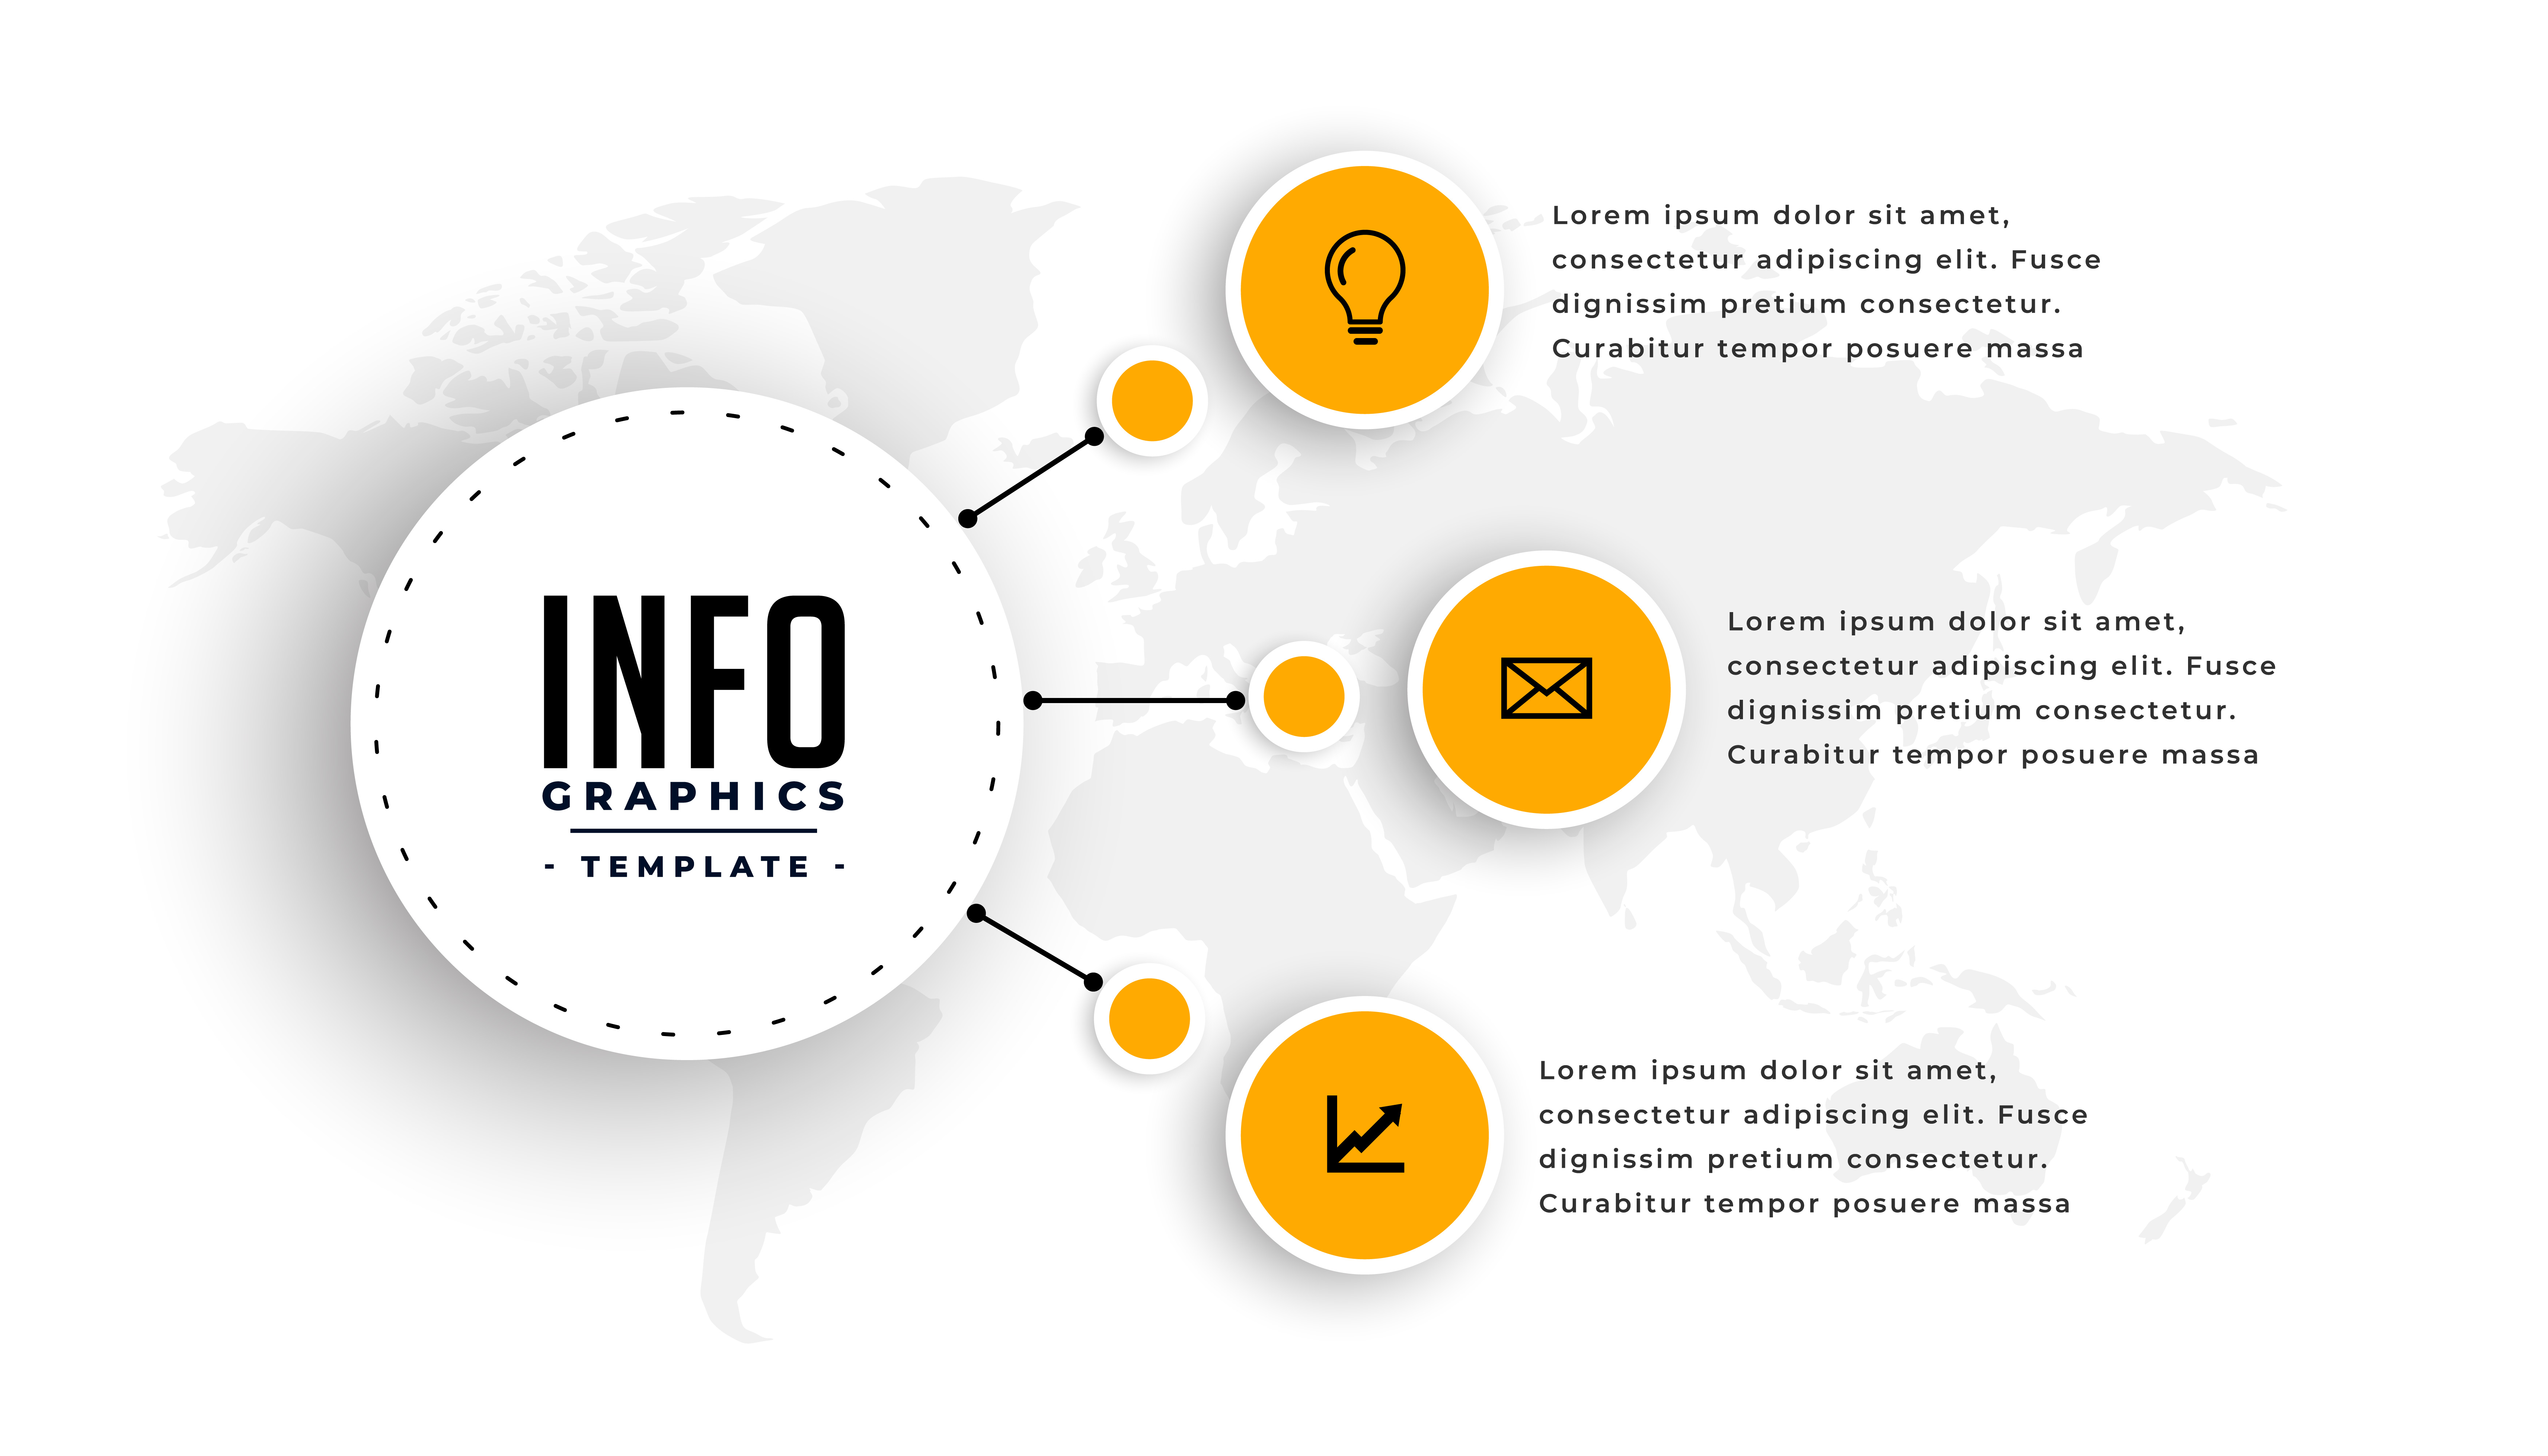 INFO
GRAPHICS
- TEMPLATE -
Lorem ipsum dolor sit amet,
consectetur adipiscing elit. Fusce
dignissim pretium consectetur.
Curabitur tempor posuere massa
Lorem ipsum dolor sit amet,
consectetur adipiscing elit. Fusce
dignissim pretium consectetur.
Curabitur tempor posuere massa
Lorem ipsum dolor sit amet,
consectetur adipiscing elit. Fusce
dignissim pretium consectetur.
Curabitur tempor posuere massa